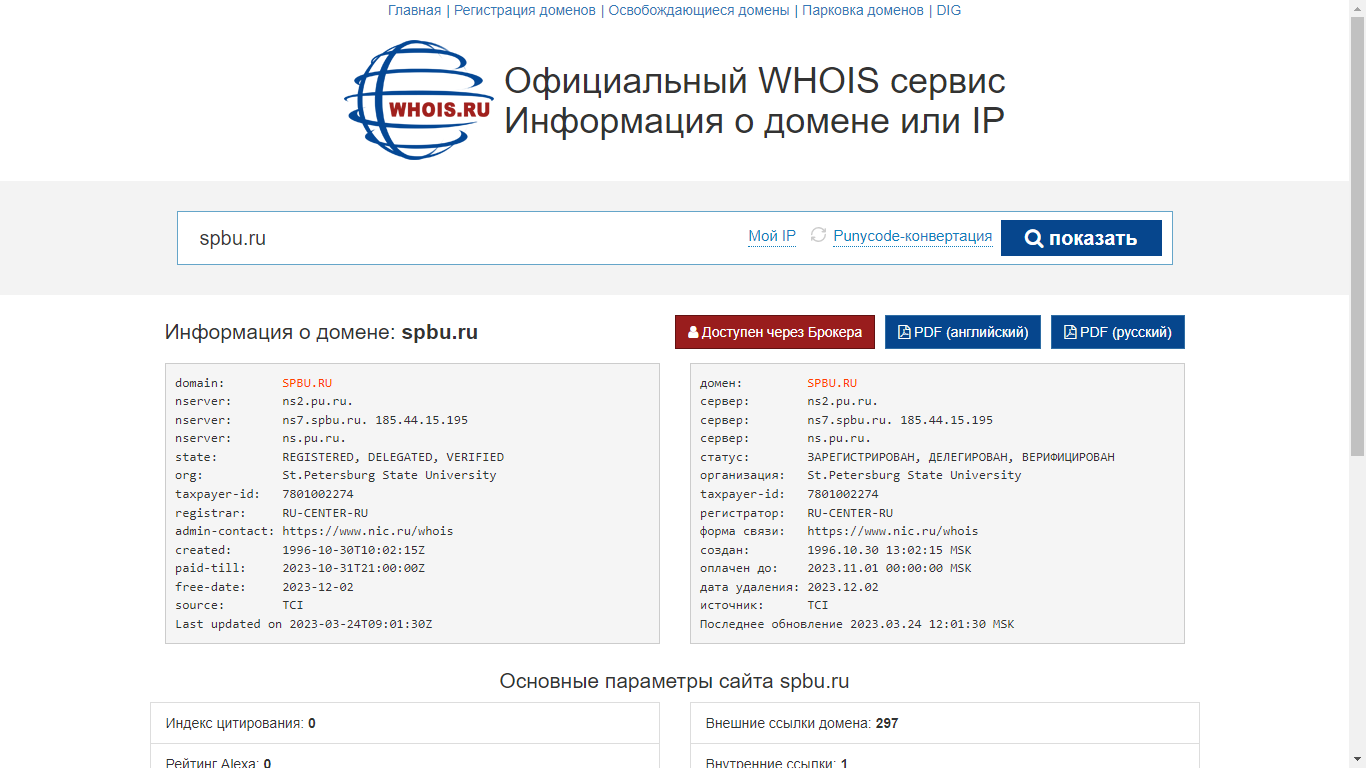 Главная | Регистрация доменов | Освобождающиеся домены | Парковка доменов | DIG
WHOIS.RU
Официальный WHOIS сервис
Информация о домене или IP
spbu.ru
Мой IP
Punycode-конвертация
показать
Информация о домене: spbu.ru
Доступен через Брокера
PDF (английский)
PDF (русский)
domain: SPBU.RU
nserver: ns2.pu.ru.
nserver: ns7.spbu.ru. 185.44.15.195
nserver: ns.pu.ru.
state: REGISTERED, DELEGATED, VERIFIED
org: St.Petersburg State University
taxpayer-id: 7801002274
registrar: RU-CENTER-RU
admin-contact: https://www.nic.ru/whois
created: 1996-10-30T10:02:15Z
paid-till: 2023-10-31T21:00:00Z
free-date: 2023-12-02
source: TCI
Last updated on 2023-03-24T09:01:30Z
домен: SPBU.RU
сервер: ns2.pu.ru.
сервер: ns7.spbu.ru. 185.44.15.195
сервер: ns.pu.ru.
статус: ЗАРЕГИСТРИРОВАН, ДЕЛЕГИРОВАН, ВЕРИФИЦИРОВАН
организация: St.Petersburg State University
taxpayer-id: 7801002274
регистратор: RU-CENTER-RU
форма связи: https://www.nic.ru/whois
создан: 1996.10.30 13:02:15 MSK
оплачен до: 2023.11.01 00:00:00 MSK
дата удаления: 2023.12.02
источник: TCI
Последнее обновление 2023.03.24 12:01:30 MSK
Основные параметры сайта spbu.ru
Индекс цитирования: 0
Внешние ссылки домена: 297
Рейтинг Alexa: 0
Внутренние ссылки: 1